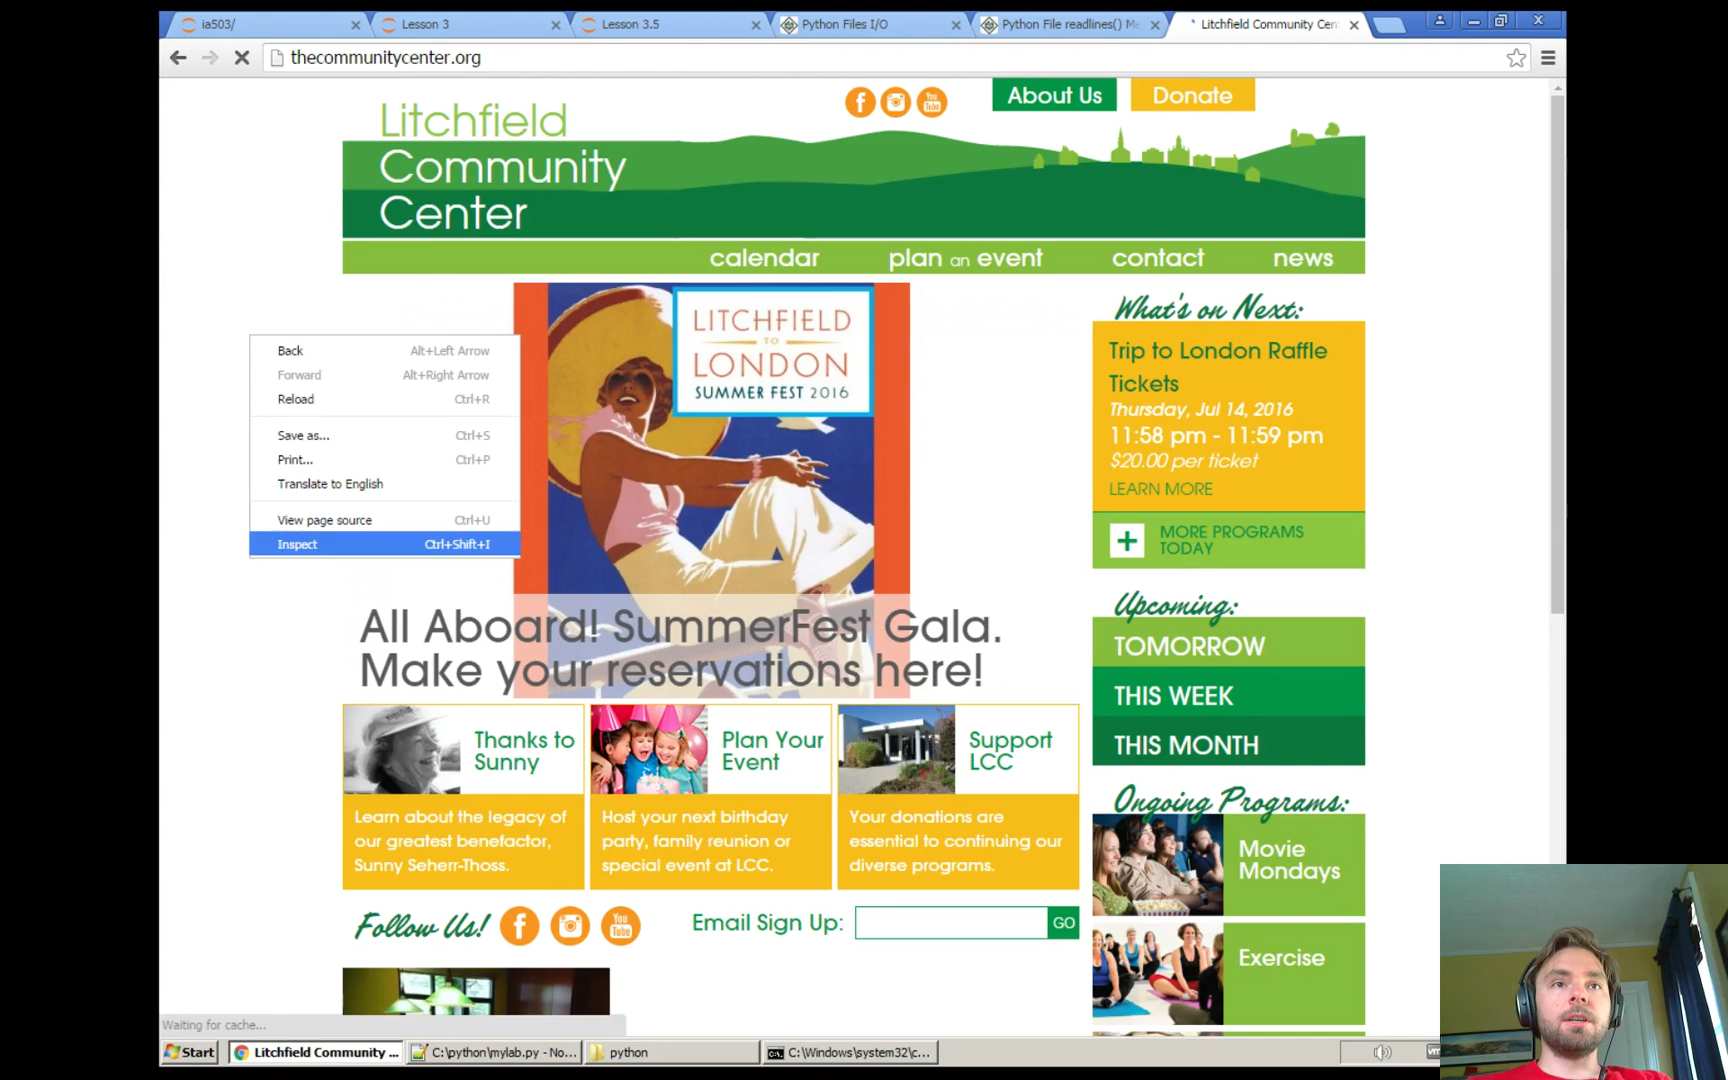 ia503/
Lesson 3
Lesson 3.5
Python Files I/O
Python File readlines() Me
Litchfield Community Cen
thecommunitycenter.org
About Us
Donate
Litchfield
Community
Center
calendar
plan an event
contact
news
Back Alt+Left Arrow
Forward Alt+Right Arrow
Reload Ctrl+R
Save as... Ctrl+S
Print... Ctrl+P
Translate to English
View page source Ctrl+U
Inspect Ctrl+Shift+I
LITCHFIELD
TO
LONDON
SUMMER FEST 2016
All Aboard! SummerFest Gala.
Make your reservations here!
What's on Next:
Trip to London Raffle
Tickets
Thursday, Jul 14, 2016
11:58 pm - 11:59 pm
$20.00 per ticket
LEARN MORE
MORE PROGRAMS
TODAY
Upcoming:
TOMORROW
THIS WEEK
THIS MONTH
Ongoing Programs:
Movie
Mondays
Exercise
Thanks to
Sunny
Learn about the legacy of
our greatest benefactor,
Sunny Seherr-Thoss.
Plan Your
Event
Host your next birthday
party, family reunion or
special event at LCC.
Support
LCC
Your donations are
essential to continuing our
diverse programs.
Follow Us!
You
Tube
Email Sign Up:
GO
Waiting for cache...
Start
Litchfield Community ...
C:\python\mylab.py - No...
python
C:\Windows\system32\c...